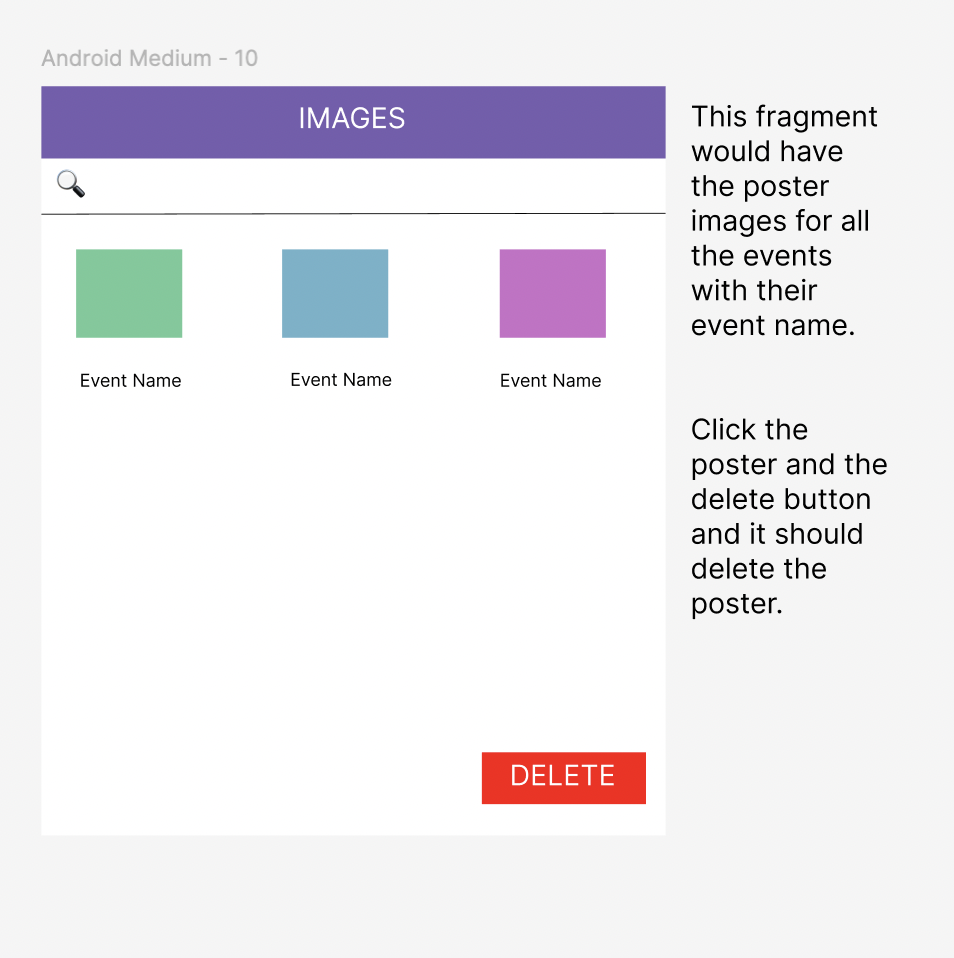 Android Medium - 10
IMAGES
Event Name
Event Name
Event Name
DELETE
This fragment
would have
the poster
images for all
the events
with their
event name.
Click the
poster and the
delete button
and it should
delete the
poster.